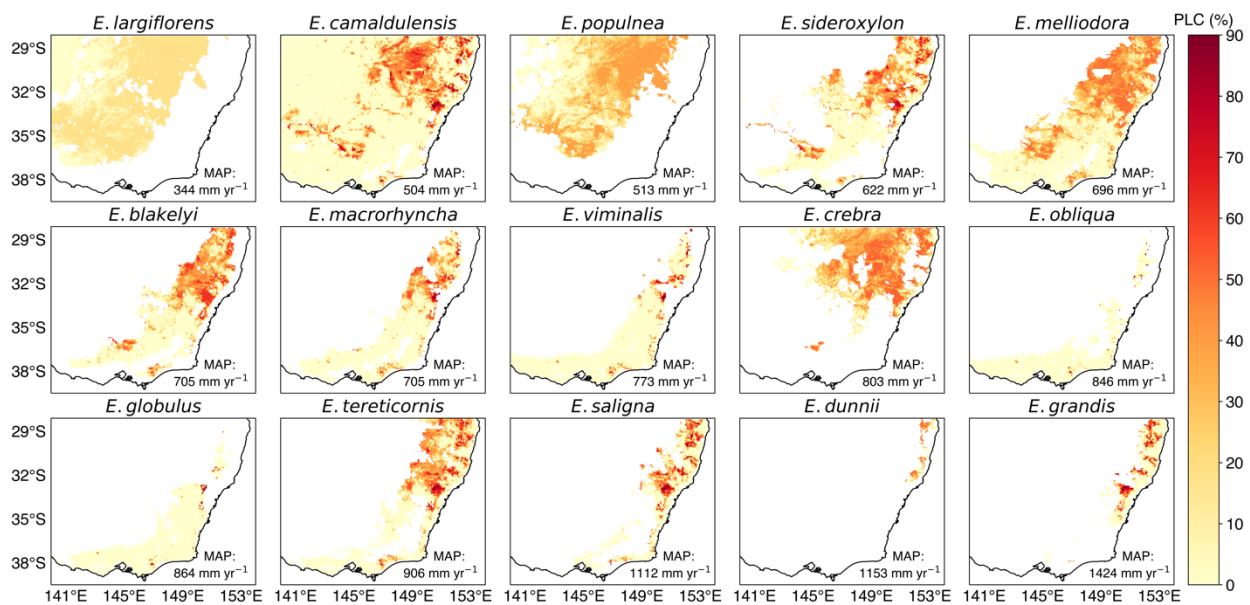 E. largiflorens E. camaldulensis E. populnea E. sideroxylon E. melliodora PLC (%)
29°S 90
32°S 80
35°S 70
38°S
MAP: 344 mm yr⁻¹ MAP: 504 mm yr⁻¹ MAP: 513 mm yr⁻¹ MAP: 622 mm yr⁻¹ MAP: 696 mm yr⁻¹
E. blakelyi E. macrorhyncha E. viminalis E. crebra E. obliqua
29°S 60
32°S 50
35°S 40
38°S
MAP: 705 mm yr⁻¹ MAP: 705 mm yr⁻¹ MAP: 773 mm yr⁻¹ MAP: 803 mm yr⁻¹ MAP: 846 mm yr⁻¹
E. globulus E. tereticornis E. saligna E. dunnii E. grandis
29°S 30
32°S 20
35°S 10
38°S 0
MAP: 864 mm yr⁻¹ MAP: 906 mm yr⁻¹ MAP: 1112 mm yr⁻¹ MAP: 1153 mm yr⁻¹ MAP: 1424 mm yr⁻¹
141°E 145°E 149°E 153°E 141°E 145°E 149°E 153°E 141°E 145°E 149°E 153°E 141°E 145°E 149°E 153°E 141°E 145°E 149°E 153°E